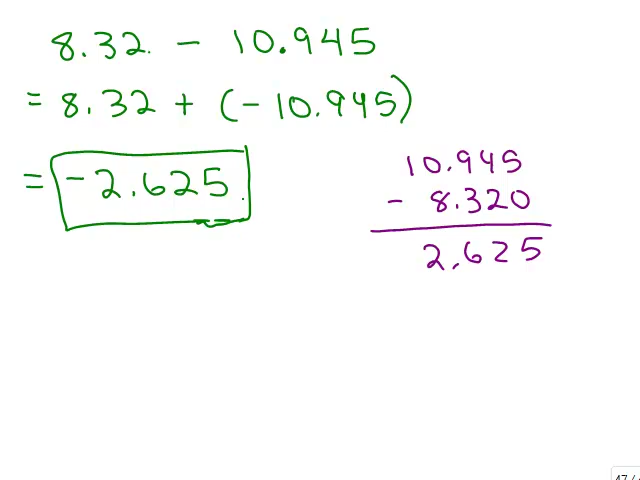 8.32 - 10.945
= 8.32 + (-10.945)
= -2.625
10.945
- 8.320
2.625